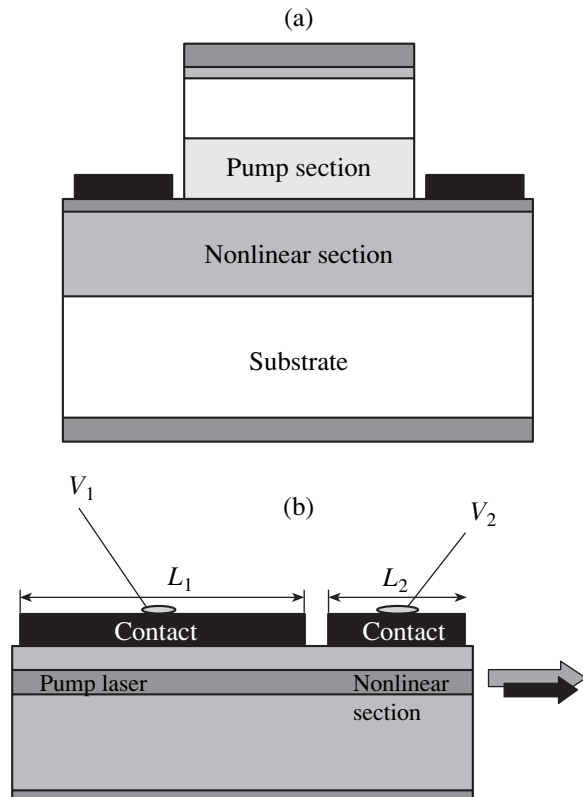 (a)
Pump section
Nonlinear section
Substrate
(b)
V1
V2
L1
L2
Contact
Contact
Pump laser
Nonlinear
section